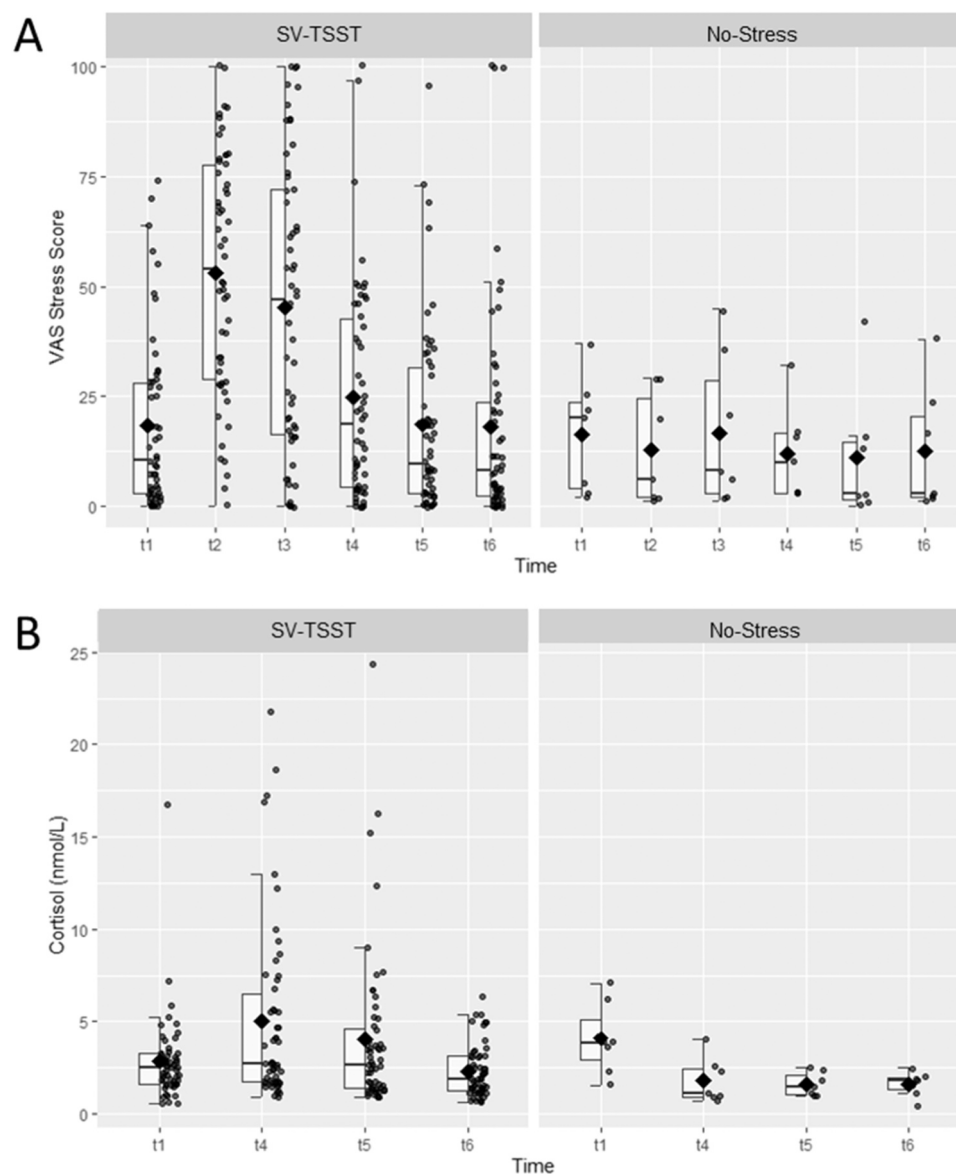 A
SV-TSST
No-Stress
100
75
50
25
0
VAS Stress Score
t1 t2 t3 t4 t5 t6
t1 t2 t3 t4 t5 t6
Time
B
SV-TSST
No-Stress
25
20
15
10
5
0
Cortisol (nmol/L)
t1 t4 t5 t6
t1 t4 t5 t6
Time